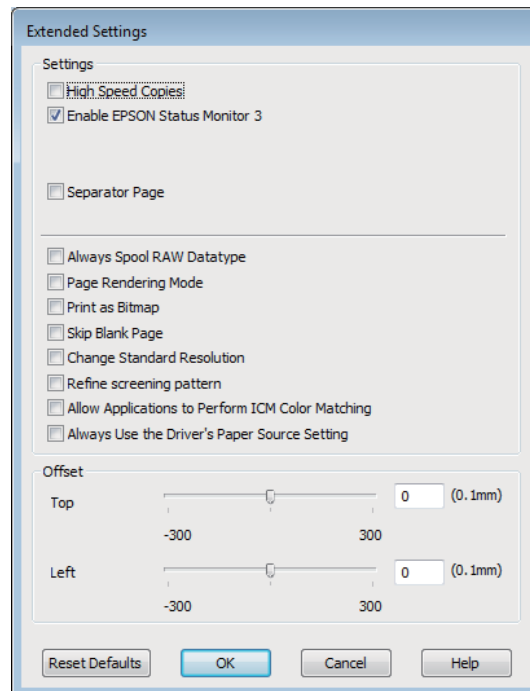 Extended Settings
Settings
High Speed Copies
Enable EPSON Status Monitor 3
Separator Page
Always Spool RAW Datatype
Page Rendering Mode
Print as Bitmap
Skip Blank Page
Change Standard Resolution
Refine screening pattern
Allow Applications to Perform ICM Color Matching
Always Use the Driver's Paper Source Setting
Offset
Top 0 (0.1mm)
-300 300
Left 0 (0.1mm)
-300 300
Reset Defaults OK Cancel Help